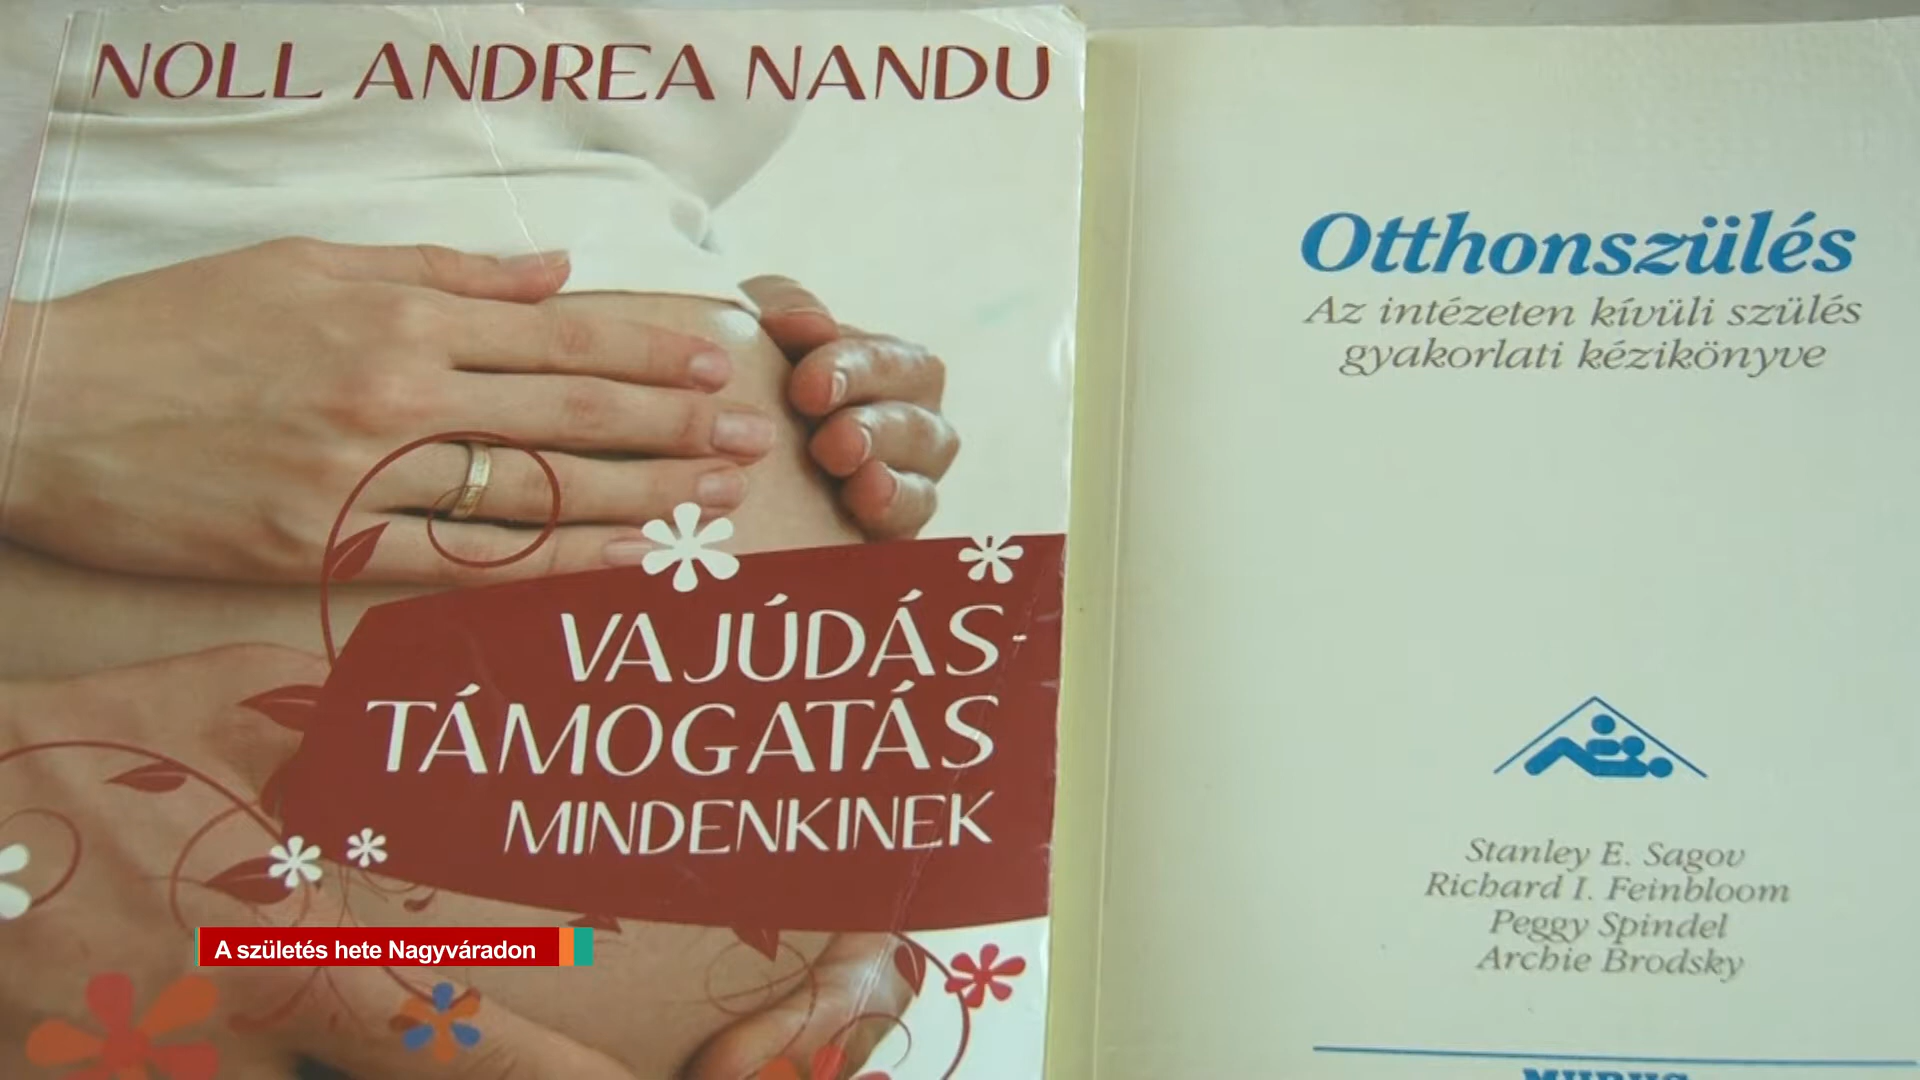 NOLL ANDREA NANDU
VAJÚDÁS-
TÁMOGATÁS
MINDENKINEK
Otthonszülés
Az intézeten kívüli szülés
gyakorlati kézikönyve
Stanley E. Sagov
Richard I. Feinbloom
Peggy Spindel
Archie Brodsky
A születés hete Nagyváradon